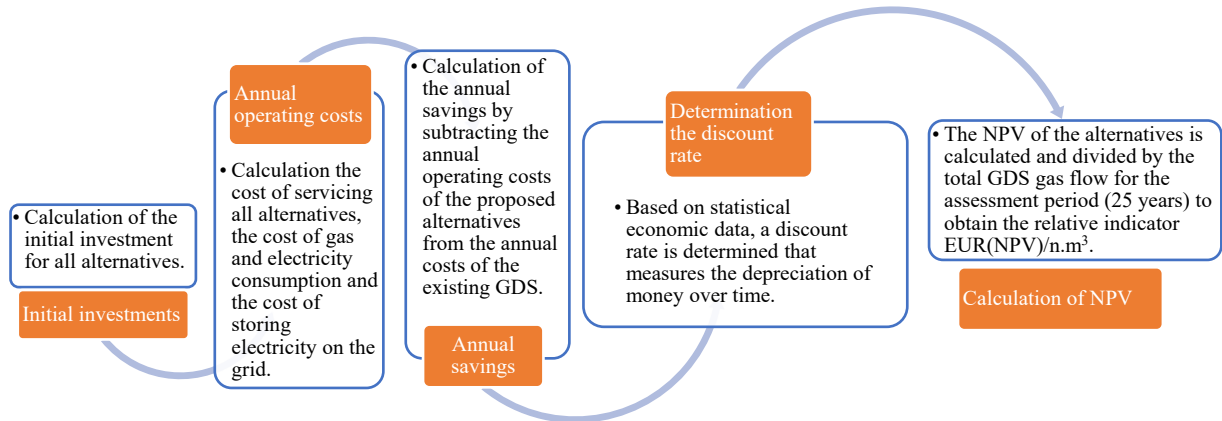 • Calculation of the
initial investment
for all alternatives.
Initial investments
Annual
operating costs
• Calculation the
cost of servicing
all alternatives,
the cost of gas
and electricity
consumption and
the cost of
storing
electricity on the
grid.
• Calculation of
the annual
savings by
subtracting the
annual
operating costs
of the proposed
alternatives
from the annual
costs of the
existing GDS.
Annual
savings
Determination
the discount
rate
• Based on statistical
economic data, a discount
rate is determined that
measures the depreciation of
money over time.
• The NPV of the alternatives is
calculated and divided by the
total GDS gas flow for the
assessment period (25 years) to
obtain the relative indicator
EUR(NPV)/n.m³.
Calculation of NPV